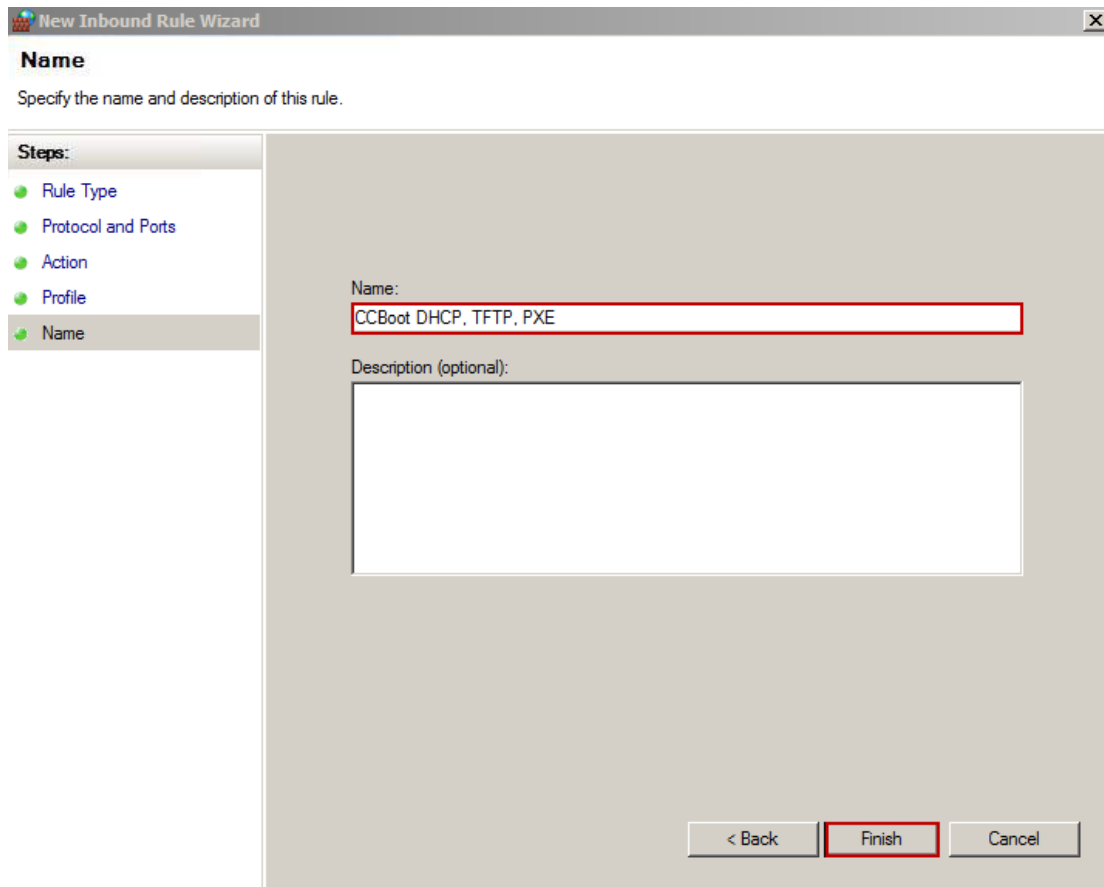 New Inbound Rule Wizard
Name
Specify the name and description of this rule.
Steps:
Rule Type
Protocol and Ports
Action
Profile
Name
Name:
CCBoot DHCP, TFTP, PXE
Description (optional):
< Back
Finish
Cancel